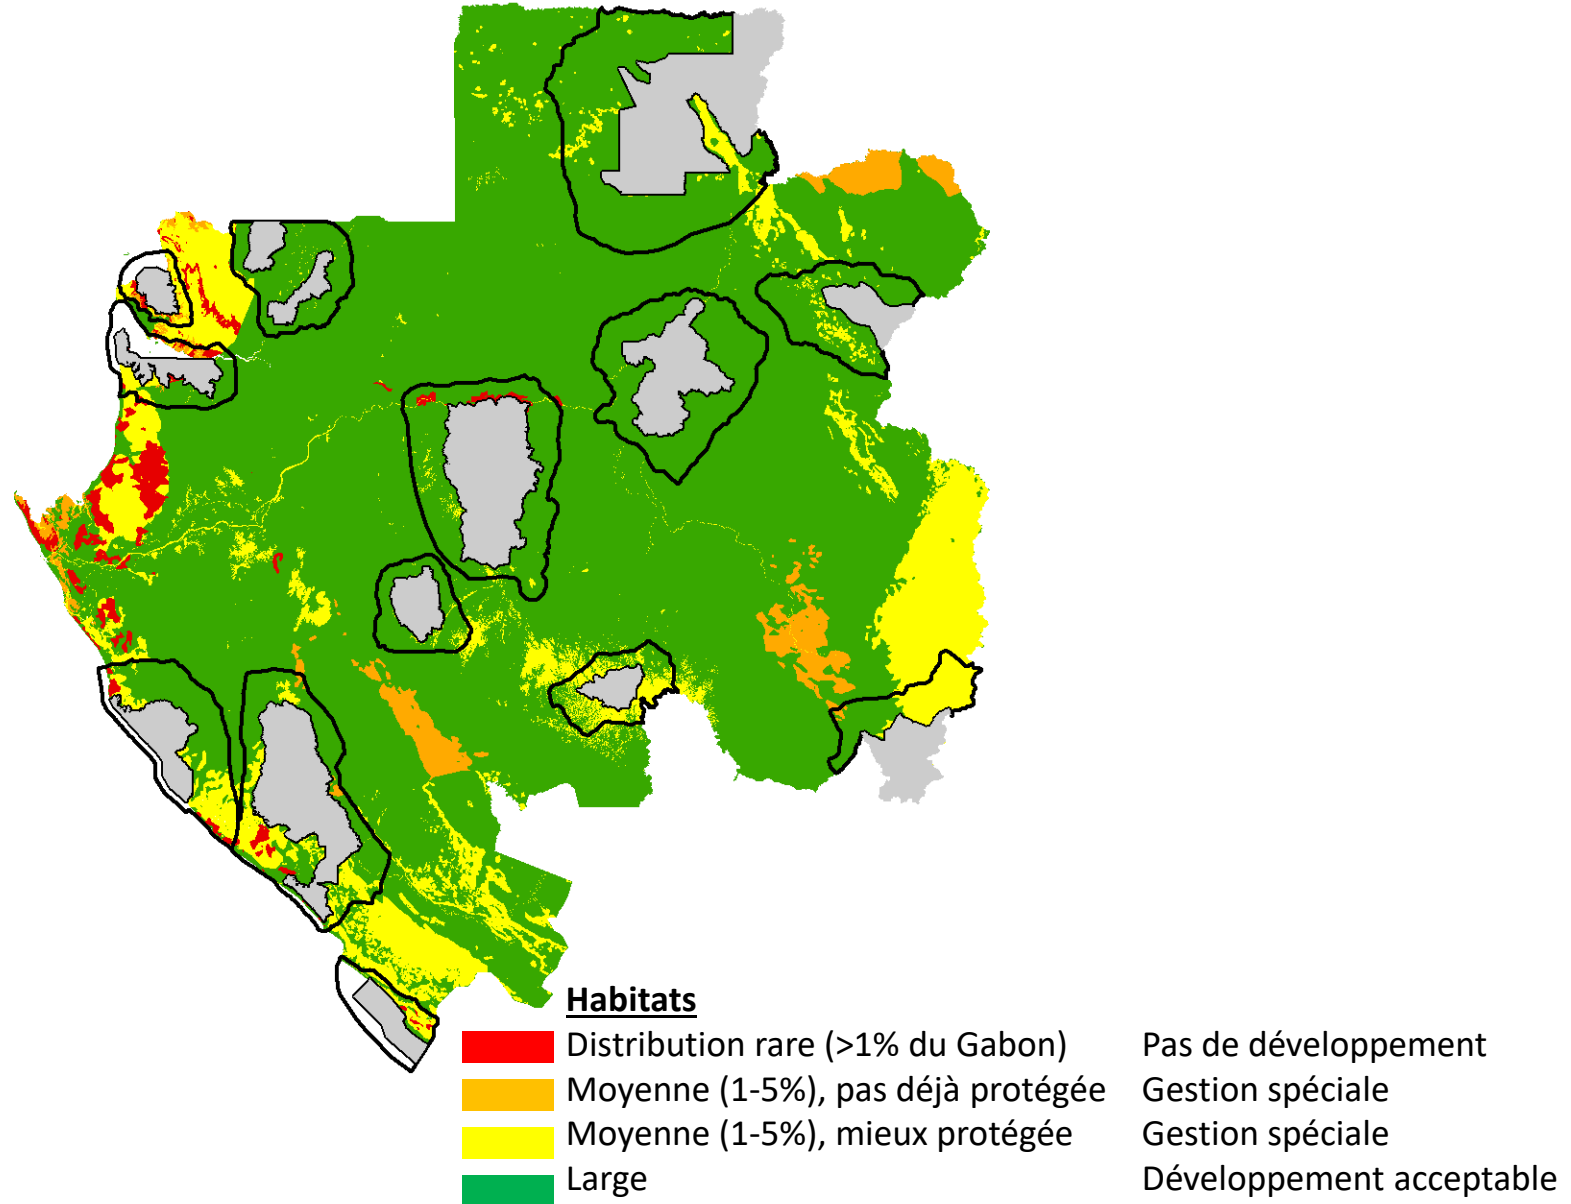 Habitats
Distribution rare (>1% du Gabon) Pas de développement
Moyenne (1-5%), pas déjà protégée Gestion spéciale
Moyenne (1-5%), mieux protégée Gestion spéciale
Large Développement acceptable